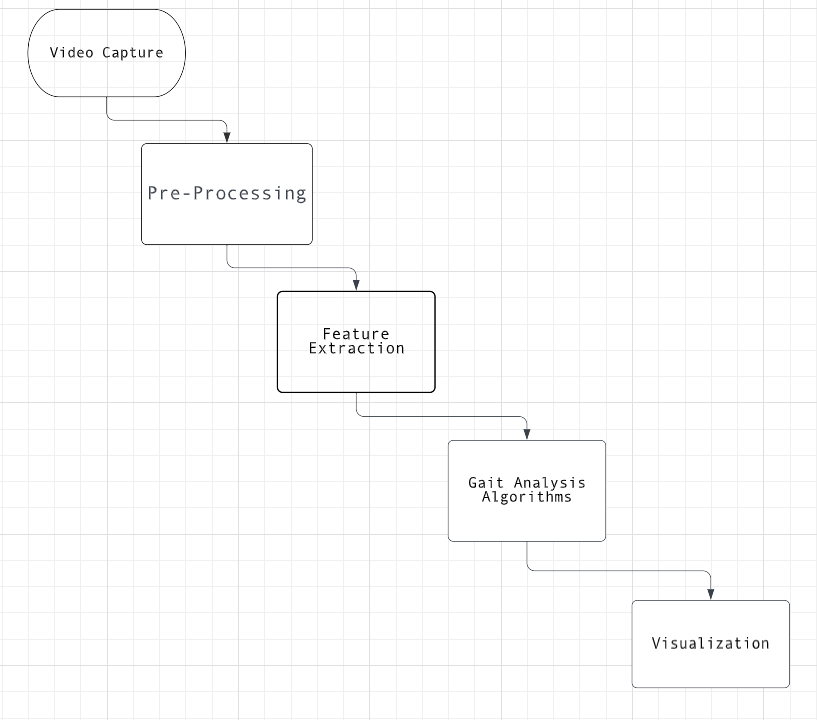 Video Capture
Pre-Processing
Feature
Extraction
Gait Analysis
Algorithms
Visualization